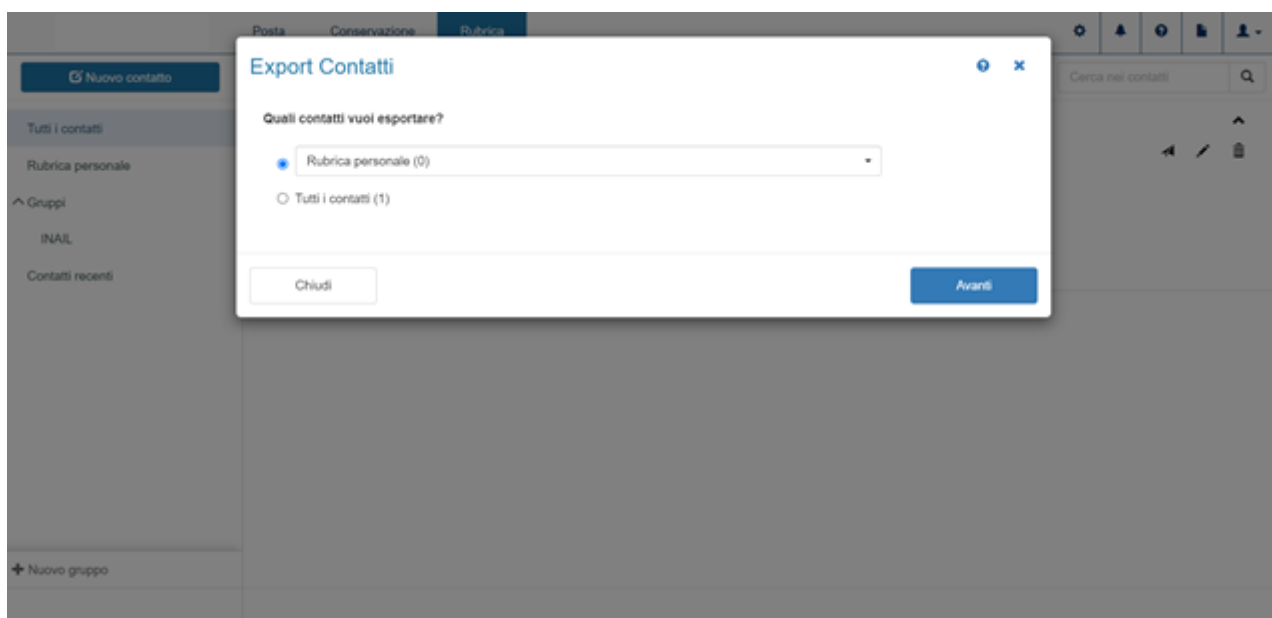 Posta Conservazione Rubrica
Nuovo contatto
Cerca nei contatti
Tutti i contatti
Rubrica personale
Gruppi
INAIL
Contatti recenti
Nuovo gruppo
Export Contatti
Quali contatti vuoi esportare?
Rubrica personale (0)
Tutti i contatti (1)
Chiudi
Avanti